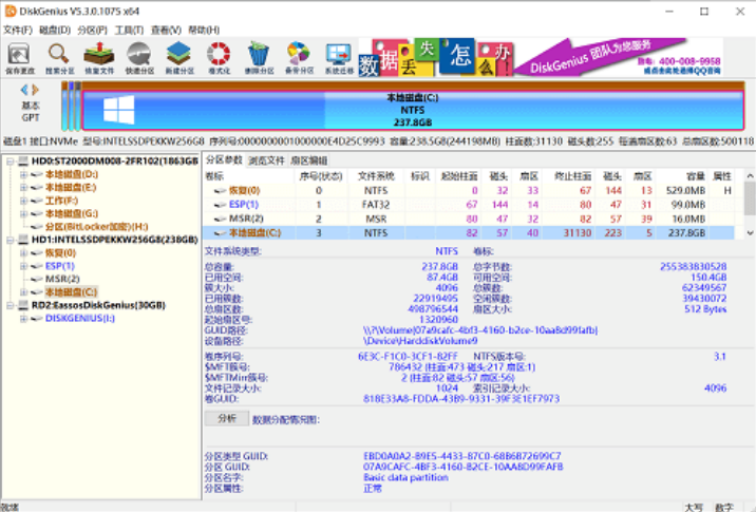 DiskGenius V5.3.0.1075 x64
文件(F) 磁盘(D) 分区(P) 工具(T) 查看(V) 帮助(H)
保存更改 搜索分区 恢复文件 快速分区 新建分区 格式化 删除分区 备份分区 系统迁移
数据丢失怎么办!
DiskGenius 团队为您服务
致电: 400-008-9958
或点击此处选择QQ咨询
基本
GPT
本地磁盘(C:)
NTFS
237.8GB
磁盘1 接口:NVMe 型号:INTELSSDPEKKW256G8 序列号:0000000001000000E4D25C9993 容量:238.5GB(244198MB) 柱面数:31130 磁头数:255 每道扇区数:63 总扇区数:500118
HD0:ST2000DM008-2FR102(1863GB
本地磁盘(D:)
本地磁盘(E:)
工作(F:)
本地磁盘(G:)
分区(BitLocker加密)(H:)
HD1:INTELSSDPEKKW256G8(238GB)
恢复(0)
ESP(1)
MSR(2)
本地磁盘(C:)
RD2:EassosDiskGenius(30GB)
DISKGENIUS(I:)
分区参数 浏览文件 扇区编辑
卷标 序号(状态) 文件系统 标识 起始柱面 磁头 扇区 终止柱面 磁头 扇区 容量 属性
恢复(0) 0 NTFS 0 32 33 67 144 13 529.0MB H
ESP(1) 1 FAT32 67 144 14 80 47 31 99.0MB
MSR(2) 2 MSR 80 47 32 82 57 39 16.0MB
本地磁盘(C:) 3 NTFS 82 57 40 31130 223 5 237.8GB
文件系统类型: NTFS 卷标:
总容量: 237.8GB 总字节数: 255383830528
已用空间: 87.4GB 可用空间: 150.4GB
簇大小: 4096 总簇数: 62349567
已用簇数: 22919495 空闲簇数: 39430072
总扇区数: 498796544 扇区大小: 512 Bytes
起始扇区号: 1320960
GUID路径: \\?\Volume{07a9cafc-4bf3-4160-b2ce-10aa8d99fafb}
设备路径: \Device\HarddiskVolume9
卷序列号: 6E3C-F1C0-3CF1-82FF NTFS版本号: 3.1
$MFT簇号: 786432 (柱面:473 磁头:217 扇区:1)
$MFTMirr簇号: 2 (柱面:82 磁头:57 扇区:56)
文件记录大小: 1024 索引记录大小: 4096
卷GUID: 818E33A8-FDDA-43B9-9331-39F3E1EF7973
分析 数据分配情况图:
分区类型 GUID: EBD0A0A2-B9E5-4433-87C0-68B6B72699C7
分区 GUID: 07A9CAFC-4BF3-4160-B2CE-10AA8D99FAFB
分区名字: Basic data partition
分区属性: 正常
就绪 大写 数字